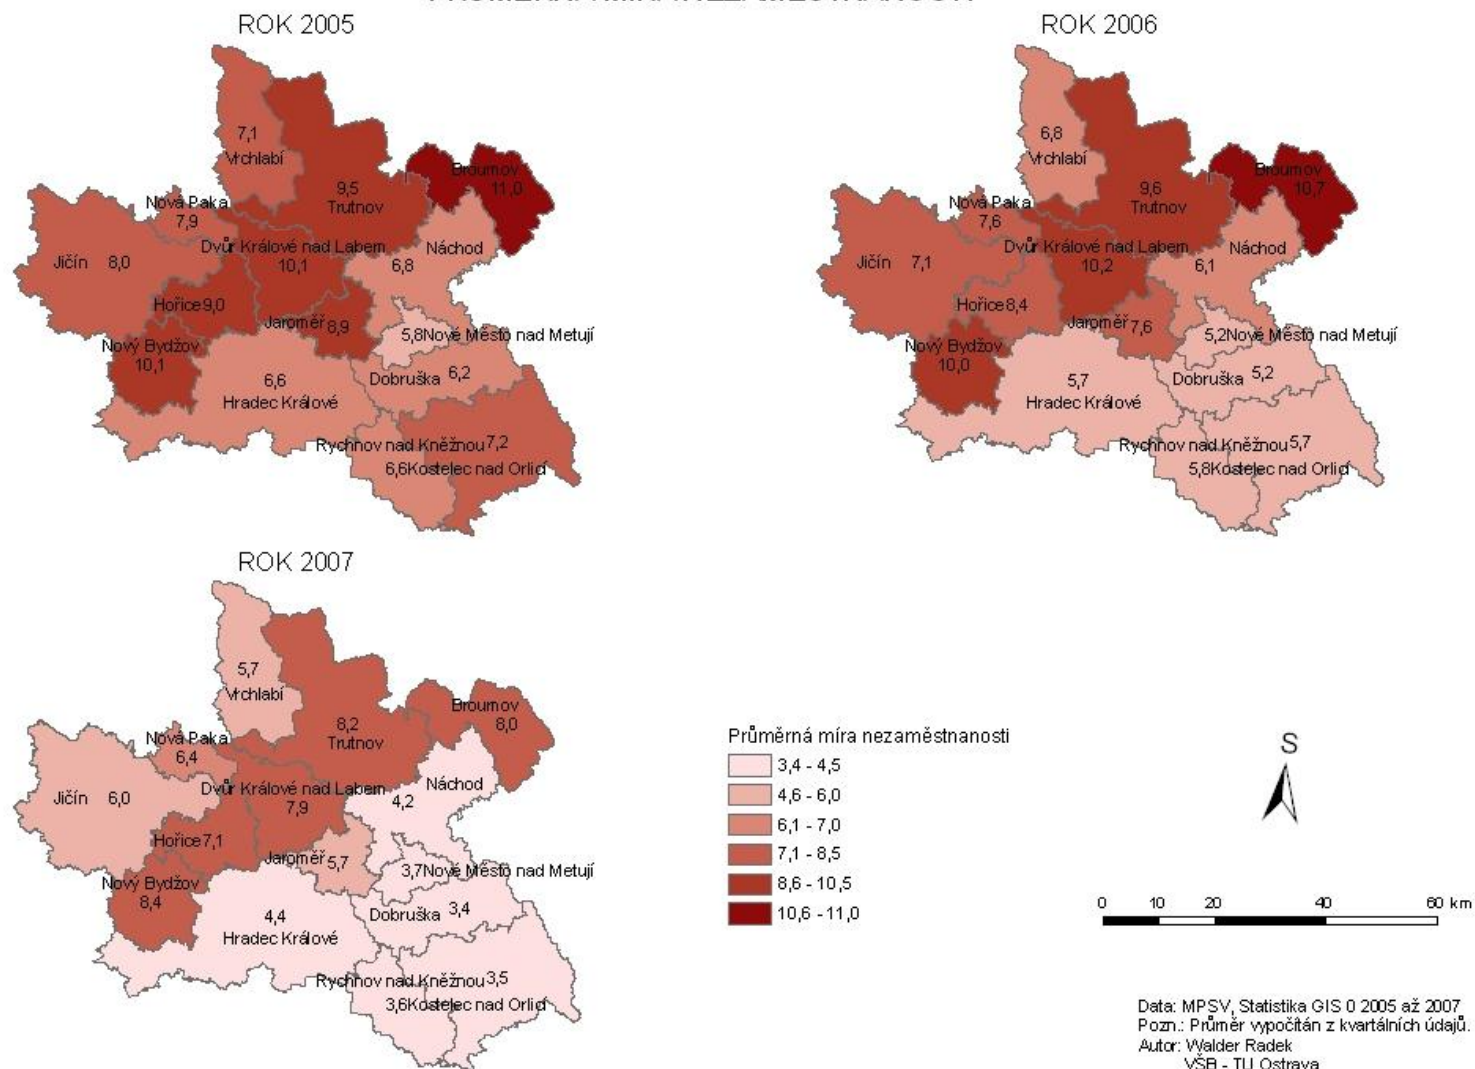 ROK 2005
7,1
Vrchlabí
9,5
Trutnov
Broumov
11,0
Nová Paka
7,9
Dvůr Králové nad Labem
10,1
Náchod
6,8
Jičín 8,0
Hořice 9,0
Jaroměř 8,9
5,8 Nové Město nad Metují
Nový Bydžov
10,1
6,6
Hradec Králové
Dobruška 6,2
Rychnov nad Kněžnou 7,2
6,6 Kostelec nad Orlicí
ROK 2006
6,8
Vrchlabí
9,6
Trutnov
Broumov
10,7
Nová Paka
7,6
Dvůr Králové nad Labem
10,2
Náchod
6,1
Jičín 7,1
Hořice 8,4
Jaroměř 7,6
5,2 Nové Město nad Metují
Nový Bydžov
10,0
5,7
Hradec Králové
Dobruška 5,2
Rychnov nad Kněžnou 5,7
5,8 Kostelec nad Orlicí
ROK 2007
5,7
Vrchlabí
8,2
Trutnov
Broumov
8,0
Nová Paka
6,4
Dvůr Králové nad Labem
7,9
Náchod
4,2
Jičín 6,0
Hořice 7,1
Jaroměř 5,7
3,7 Nové Město nad Metují
Nový Bydžov
8,4
4,4
Hradec Králové
Dobruška 3,4
Rychnov nad Kněžnou 3,5
3,6 Kostelec nad Orlicí
Průměrná míra nezaměstnanosti
3,4 - 4,5
4,6 - 6,0
6,1 - 7,0
7,1 - 8,5
8,6 - 10,5
10,6 - 11,0
S
0 10 20 40 60 km
Data: MPSV, Statistika GIS 0 2005 až 2007
Pozn.: Průměr vypočítán z kvartálních údajů.
Autor: Walder Radek
VŠB - TU Ostrava